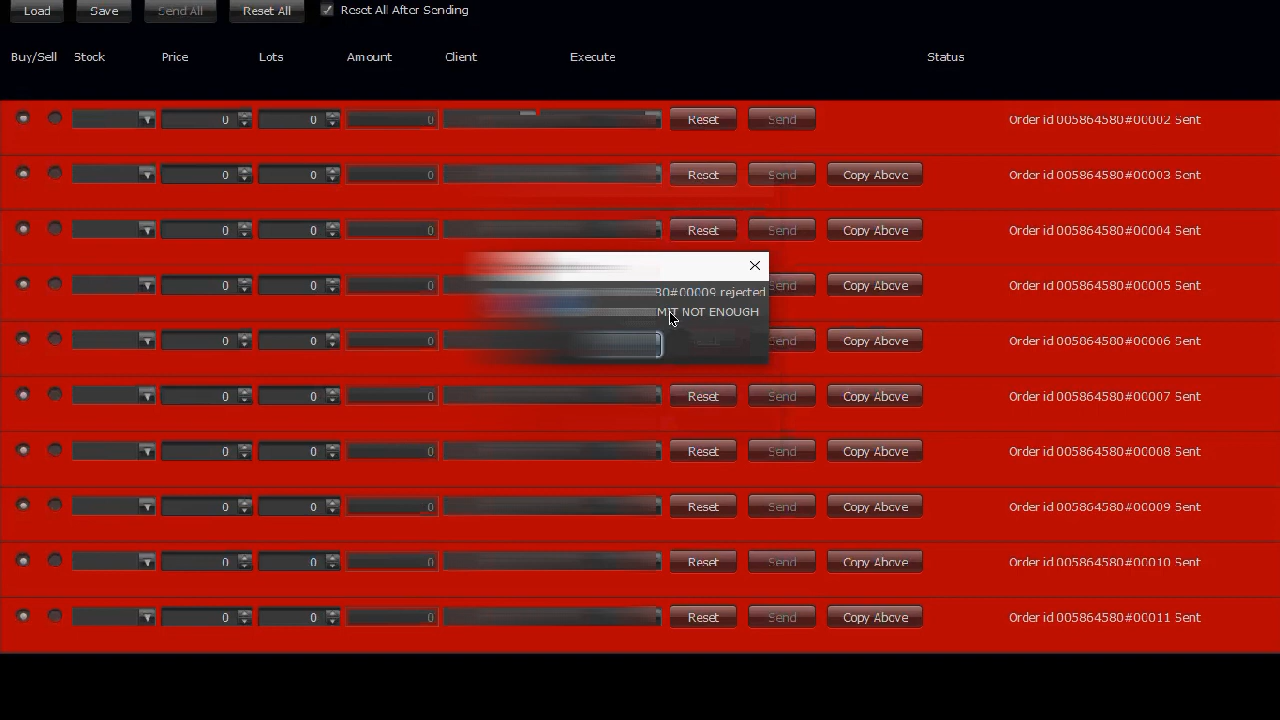 Load Save Send All Reset All Reset All After Sending
Buy/Sell Stock Price Lots Amount Client Execute Status
0 0 0 Reset Send Order id 005864580#00002 Sent
0 0 0 Reset Send Copy Above Order id 005864580#00003 Sent
0 0 0 Reset Send Copy Above Order id 005864580#00004 Sent
0 0 0 Send Copy Above Order id 005864580#00005 Sent
80#00009 rejected
NOT ENOUGH
0 0 0 Send Copy Above Order id 005864580#00006 Sent
0 0 0 Reset Send Copy Above Order id 005864580#00007 Sent
0 0 0 Reset Send Copy Above Order id 005864580#00008 Sent
0 0 0 Reset Send Copy Above Order id 005864580#00009 Sent
0 0 0 Reset Send Copy Above Order id 005864580#00010 Sent
0 0 0 Reset Send Copy Above Order id 005864580#00011 Sent